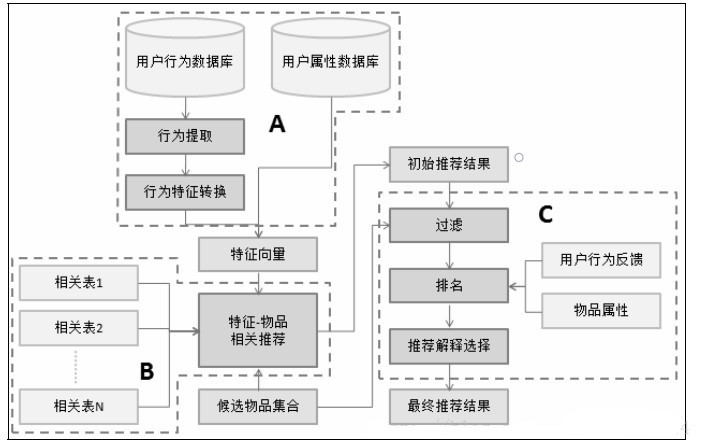 用户行为数据库
用户属性数据库
行为提取
A
行为特征转换
初始推荐结果
C
过滤
特征向量
用户行为反馈
相关表1
排名
物品属性
相关表2
特征-物品
相关推荐
推荐解释选择
B
相关表N
候选物品集合
最终推荐结果